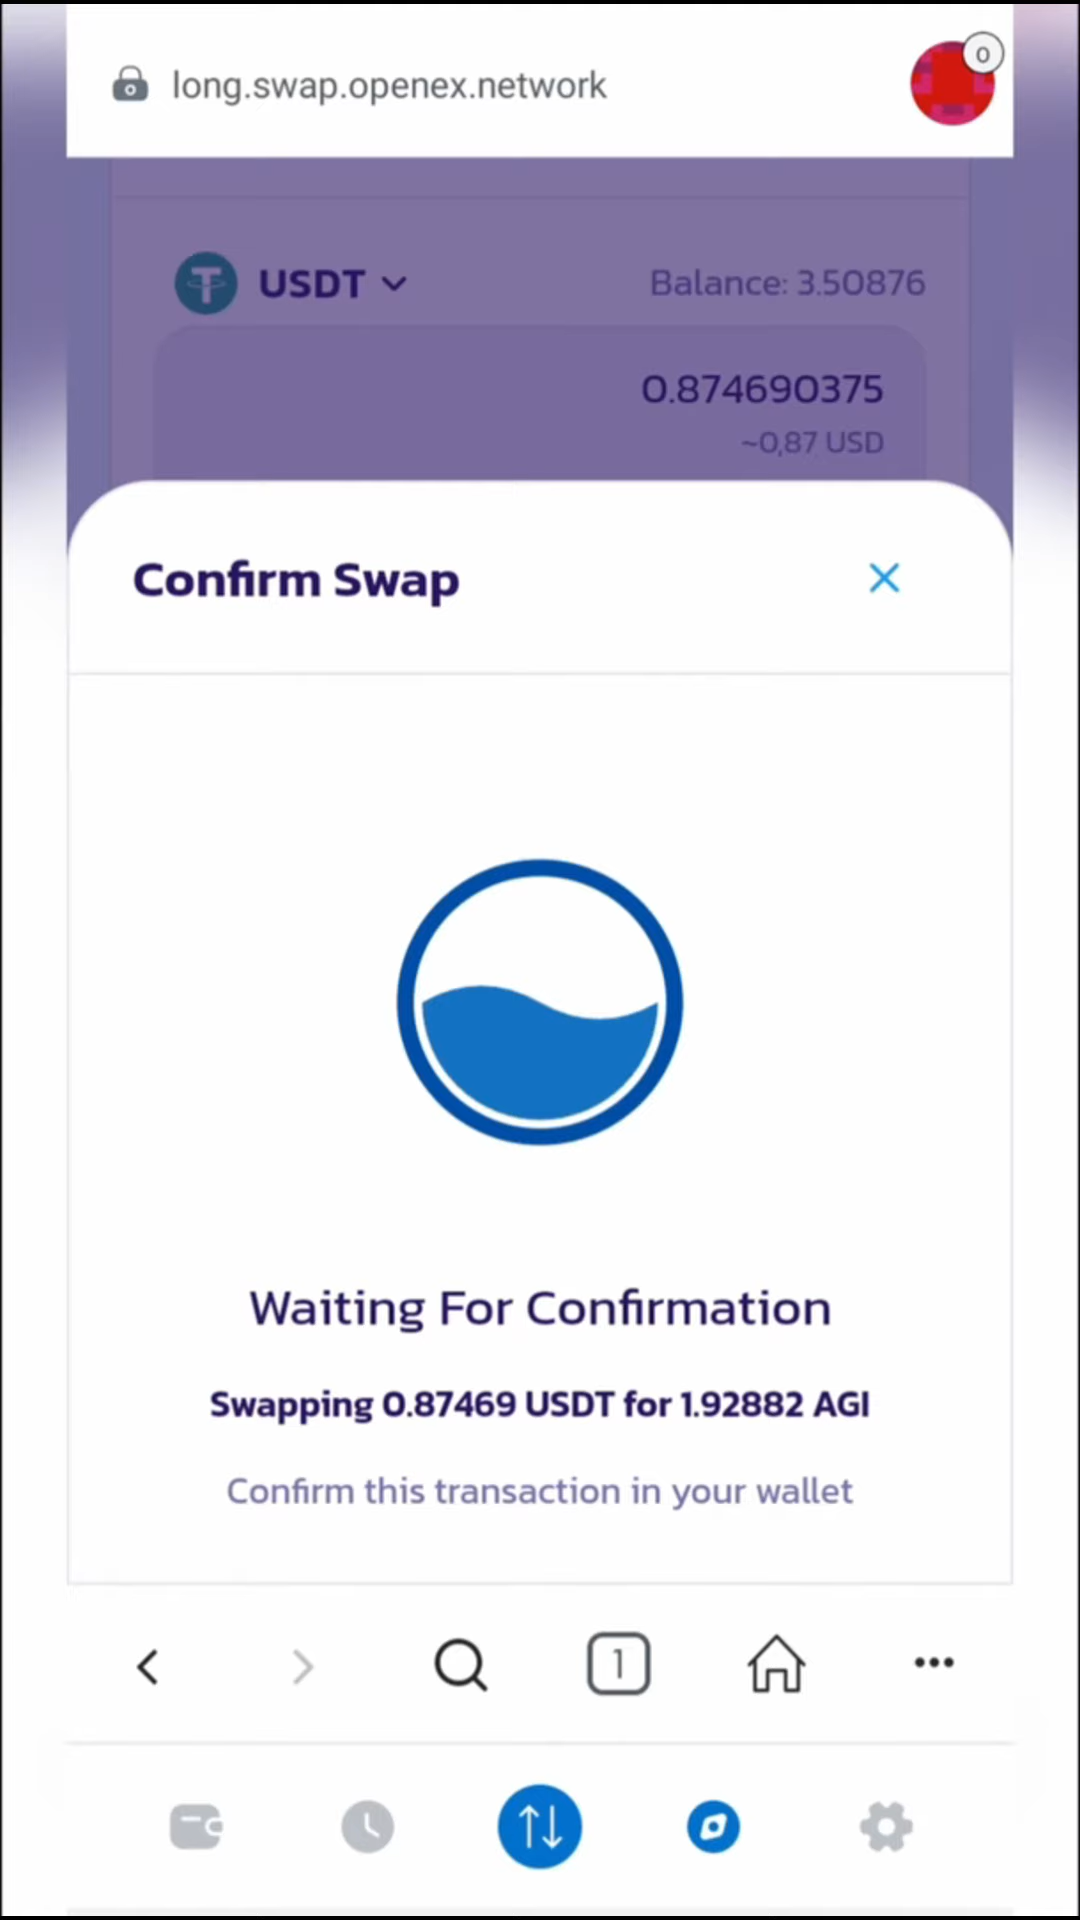 long.swap.openex.network
0
USDT
Balance: 3.50876
0.874690375
~0,87 USD
Confirm Swap
Waiting For Confirmation
Swapping 0.87469 USDT for 1.92882 AGI
Confirm this transaction in your wallet
1